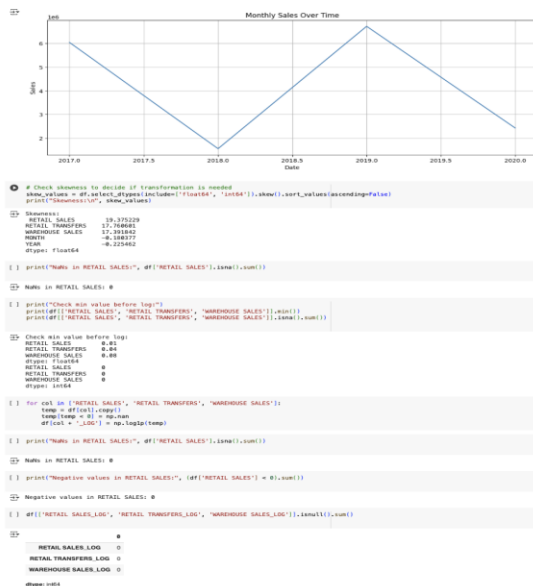 Monthly Sales Over Time
1e6
6
5
4
3
2
Sales
2017.0 2017.5 2018.0 2018.5 2019.0 2019.5 2020.0
Date
# Check skewness to decide if transformation is needed
skew_values = df.select_dtypes(include=['float64', 'int64']).skew().sort_values(ascending=False)
print("Skewness:\n", skew_values)
Skewness:
RETAIL SALES 19.375229
RETAIL TRANSFERS 17.760601
WAREHOUSE SALES 17.391042
MONTH -0.180377
YEAR -0.225462
dtype: float64
[ ] print("NaNs in RETAIL SALES:", df['RETAIL SALES'].isna().sum())
NaNs in RETAIL SALES: 0
[ ] print("Check min value before log:")
print(df[['RETAIL SALES', 'RETAIL TRANSFERS', 'WAREHOUSE SALES']].min())
print(df[['RETAIL SALES', 'RETAIL TRANSFERS', 'WAREHOUSE SALES']].isna().sum())
Check min value before log:
RETAIL SALES 0.01
RETAIL TRANSFERS 0.04
WAREHOUSE SALES 0.08
dtype: float64
RETAIL SALES 0
RETAIL TRANSFERS 0
WAREHOUSE SALES 0
dtype: int64
[ ] for col in ['RETAIL SALES', 'RETAIL TRANSFERS', 'WAREHOUSE SALES']:
temp = df[col].copy()
temp[temp < 0] = np.nan
df[col + '_LOG'] = np.log1p(temp)
[ ] print("NaNs in RETAIL SALES:", df['RETAIL SALES'].isna().sum())
NaNs in RETAIL SALES: 0
[ ] print("Negative values in RETAIL SALES:", (df['RETAIL SALES'] < 0).sum())
Negative values in RETAIL SALES: 0
[ ] df[['RETAIL SALES_LOG', 'RETAIL TRANSFERS_LOG', 'WAREHOUSE SALES_LOG']].isnull().sum()
0
RETAIL SALES_LOG 0
RETAIL TRANSFERS_LOG 0
WAREHOUSE SALES_LOG 0
dtype: int64